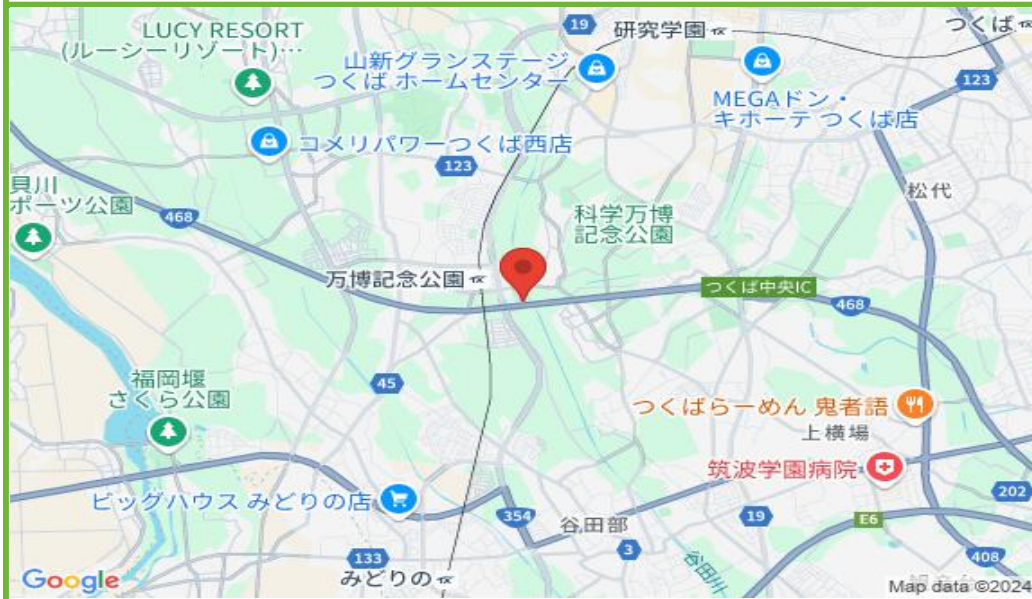 LUCY RESORT
(ルーシーリゾート)…
19
研究学園
つくば
山新グランステージ
つくば ホームセンター
MEGAドン・
キホーテ つくば店
123
コメリパワーつくば西店
123
貝川
ポーツ公園
松代
468
科学万博
記念公園
万博記念公園
つくば中央IC
468
福岡堰
さくら公園
45
つくばらーめん 鬼者語
上横場
筑波学園病院
ビッグハウス みどりの店
202
354
谷田部
19
E6
133
3
谷田川
408
みどりの
Google
Map data ©2024